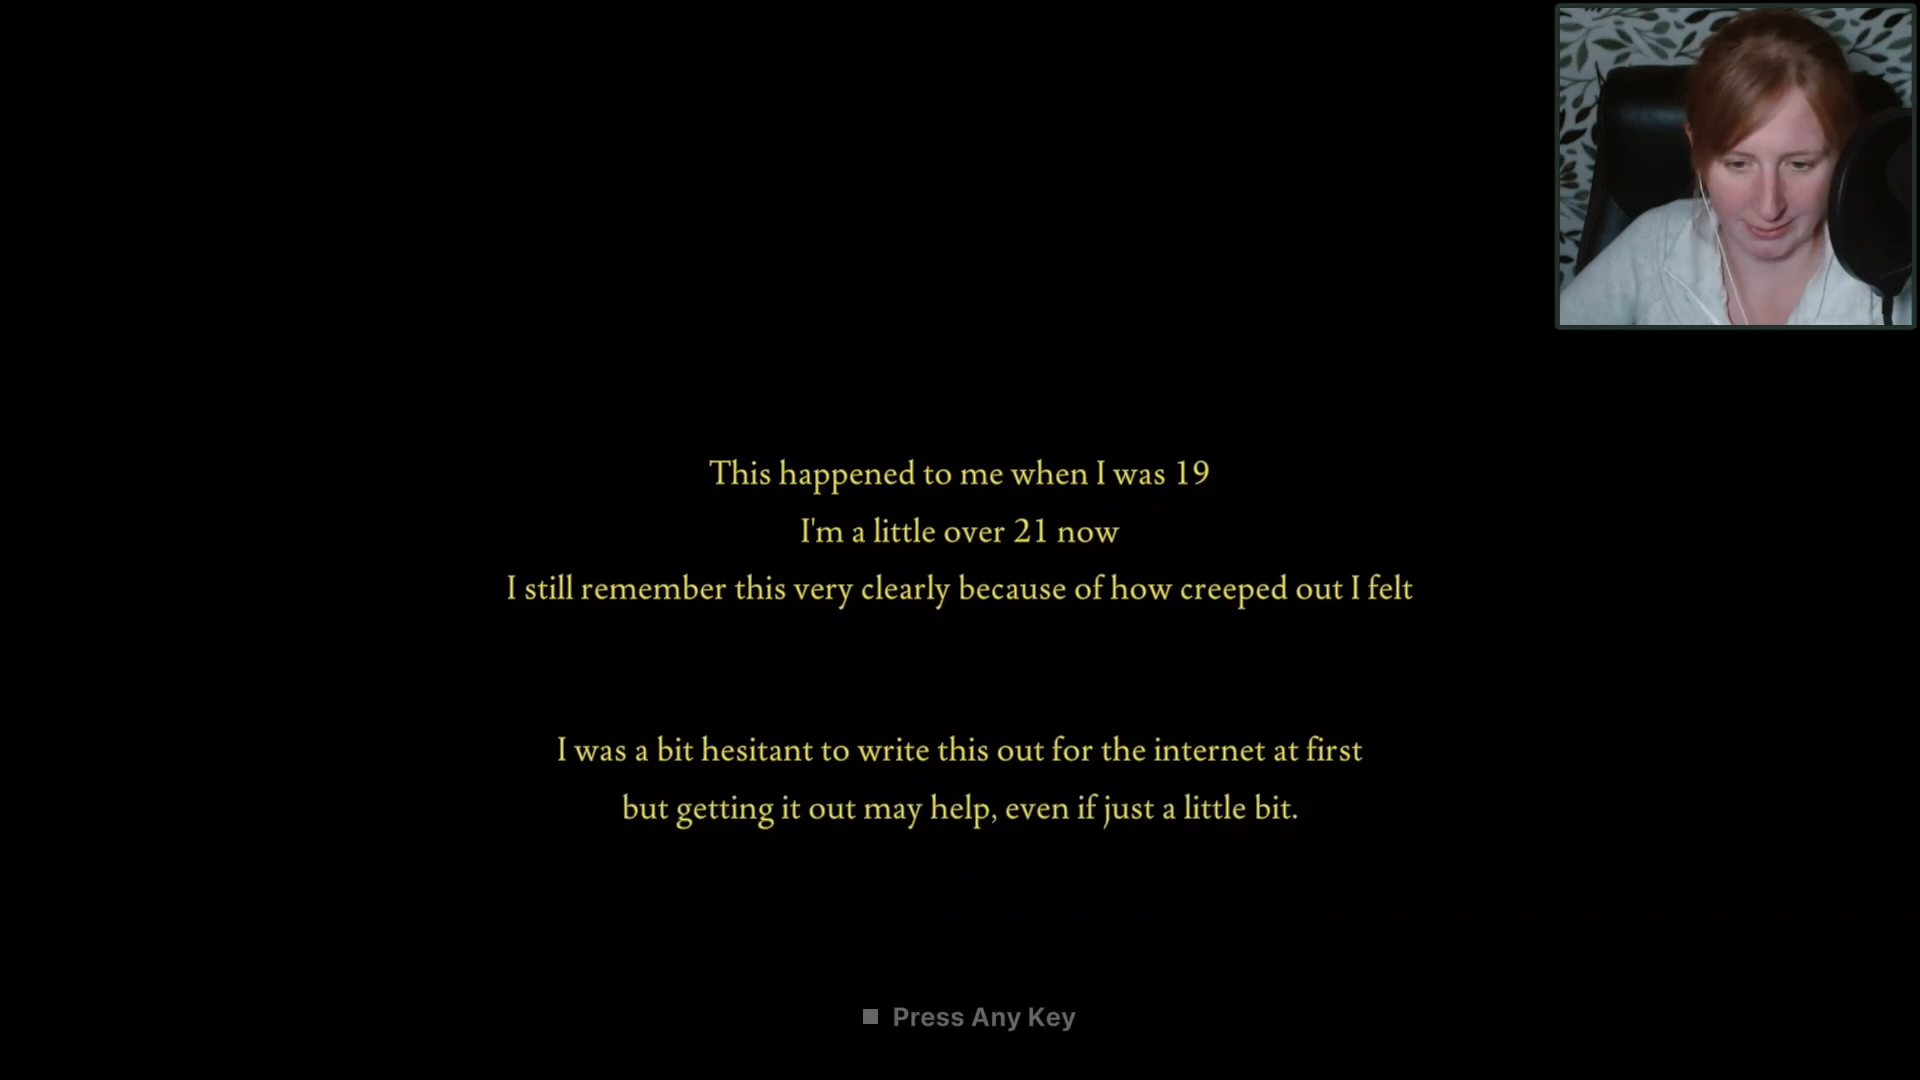 This happened to me when I was 19
I'm a little over 21 now
I still remember this very clearly because of how creeped out I felt
I was a bit hesitant to write this out for the internet at first
but getting it out may help, even if just a little bit.
Press Any Key